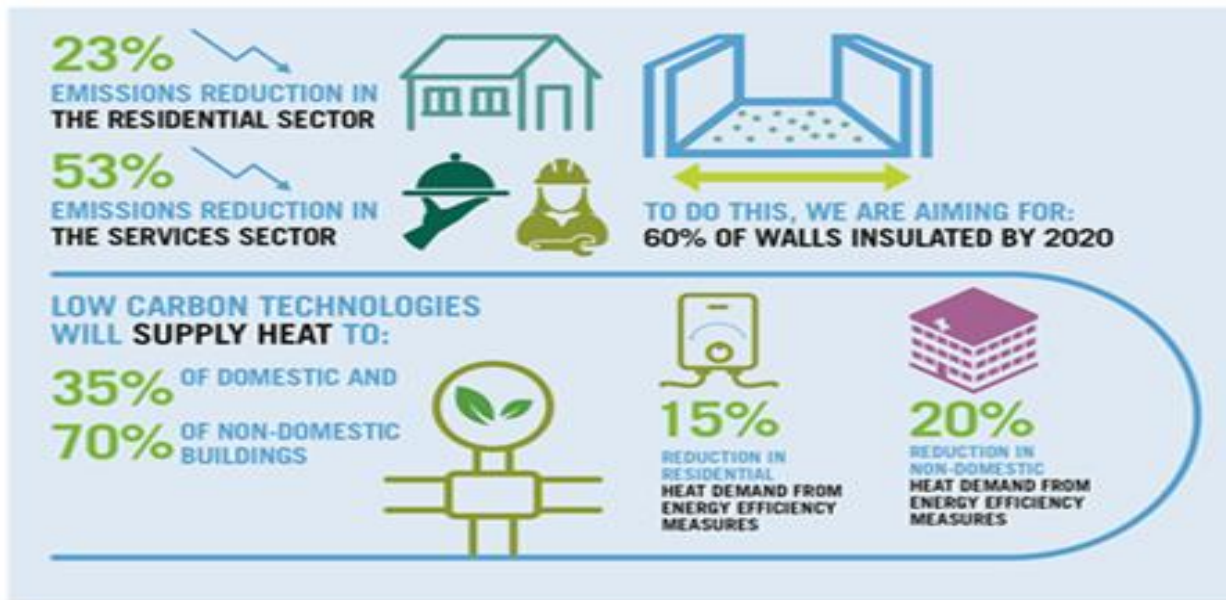 23%
EMISSIONS REDUCTION IN
THE RESIDENTIAL SECTOR
53%
EMISSIONS REDUCTION IN
THE SERVICES SECTOR
TO DO THIS, WE ARE AIMING FOR:
60% OF WALLS INSULATED BY 2020
LOW CARBON TECHNOLOGIES
WILL SUPPLY HEAT TO:
35% OF DOMESTIC AND
70% OF NON-DOMESTIC
BUILDINGS
15%
REDUCTION IN
RESIDENTIAL
HEAT DEMAND FROM
ENERGY EFFICIENCY
MEASURES
20%
REDUCTION IN
NON-DOMESTIC
HEAT DEMAND FROM
ENERGY EFFICIENCY
MEASURES